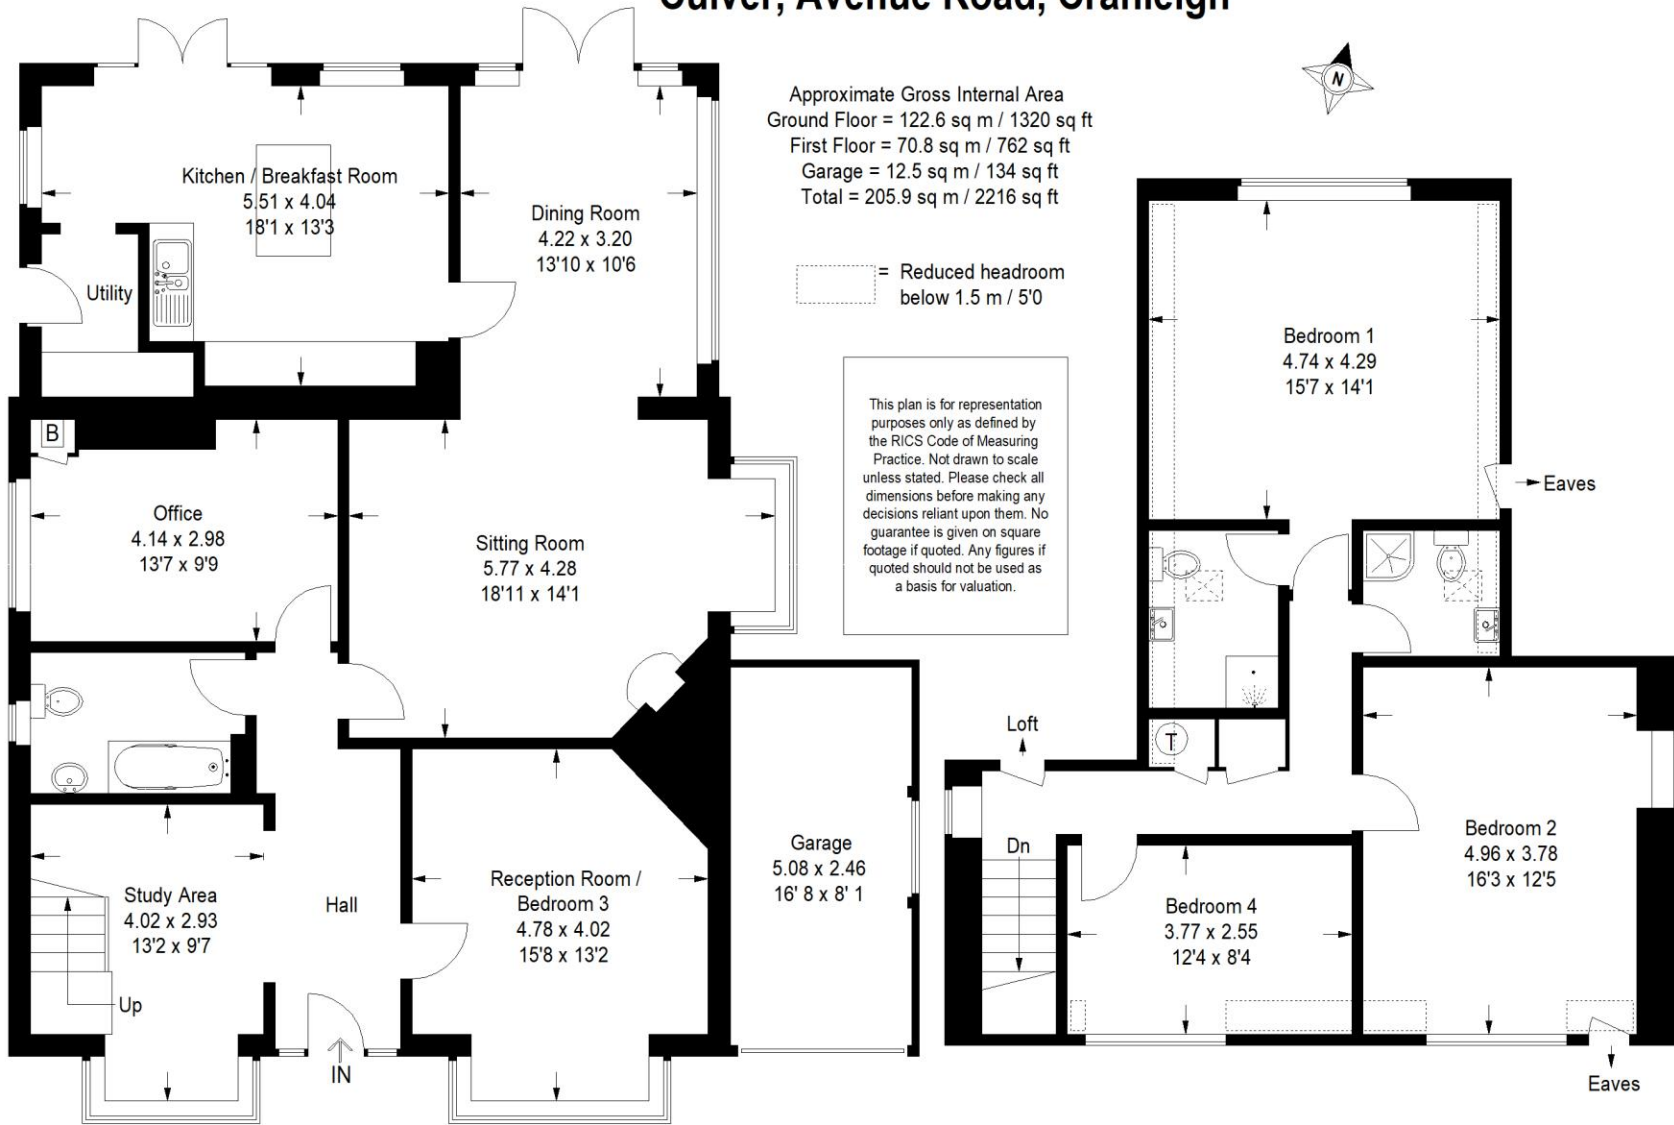 Culver, Avenue Road, Cranleigh
N
Approximate Gross Internal Area
Ground Floor = 122.6 sq m / 1320 sq ft
First Floor = 70.8 sq m / 762 sq ft
Garage = 12.5 sq m / 134 sq ft
Total = 205.9 sq m / 2216 sq ft
= Reduced headroom
below 1.5 m / 5'0
This plan is for representation
purposes only as defined by
the RICS Code of Measuring
Practice. Not drawn to scale
unless stated. Please check all
dimensions before making any
decisions reliant upon them. No
guarantee is given on square
footage if quoted. Any figures if
quoted should not be used as
a basis for valuation.
Kitchen / Breakfast Room
5.51 x 4.04
18'1 x 13'3
Dining Room
4.22 x 3.20
13'10 x 10'6
Utility
B
Office
4.14 x 2.98
13'7 x 9'9
Sitting Room
5.77 x 4.28
18'11 x 14'1
Study Area
4.02 x 2.93
13'2 x 9'7
Up
Hall
IN
Reception Room /
Bedroom 3
4.78 x 4.02
15'8 x 13'2
Garage
5.08 x 2.46
16' 8 x 8' 1
Bedroom 1
4.74 x 4.29
15'7 x 14'1
Eaves
Loft
T
Dn
Bedroom 2
4.96 x 3.78
16'3 x 12'5
Bedroom 4
3.77 x 2.55
12'4 x 8'4
Eaves